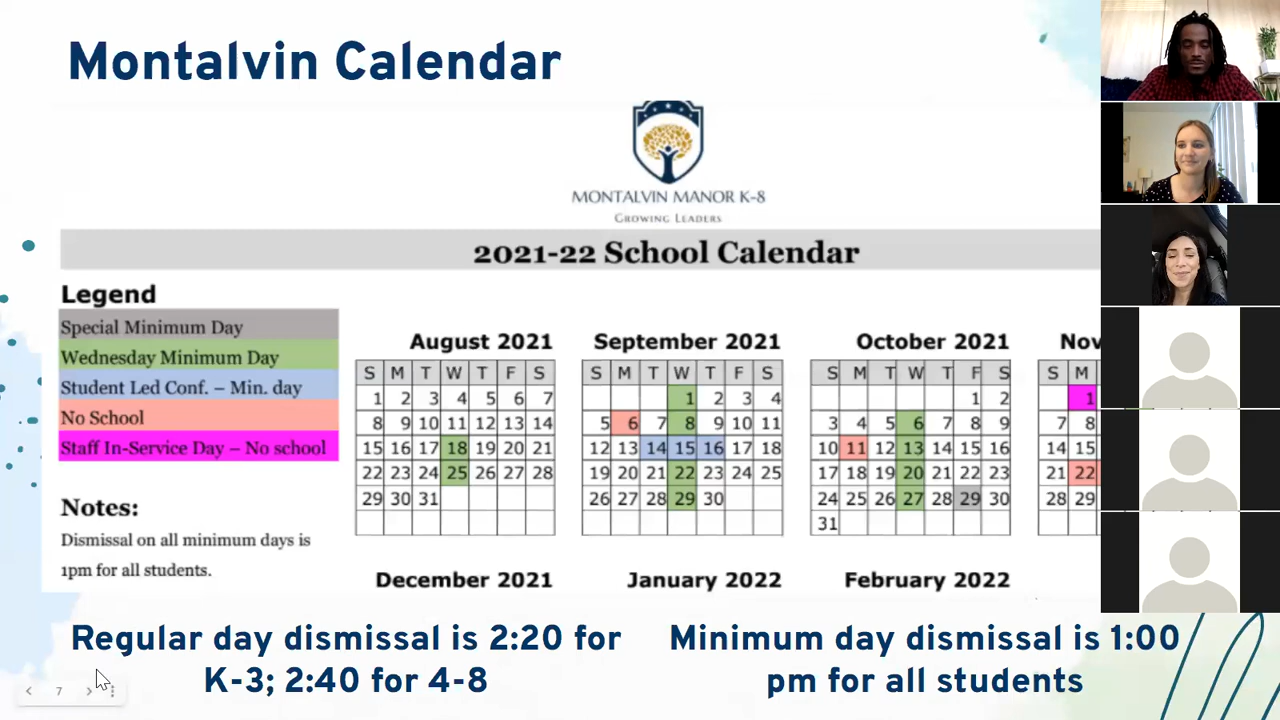 Montalvin Calendar
MONTALVIN MANOR K-8
GROWING LEADERS
2021-22 School Calendar
Legend
Special Minimum Day
Wednesday Minimum Day
Student Led Conf. – Min. day
No School
Staff In-Service Day – No school
Notes:
Dismissal on all minimum days is
1pm for all students.
August 2021
S M T W T F S
1 2 3 4 5 6 7
8 9 10 11 12 13 14
15 16 17 18 19 20 21
22 23 24 25 26 27 28
29 30 31
September 2021
S M T W T F S
1 2 3 4
5 6 7 8 9 10 11
12 13 14 15 16 17 18
19 20 21 22 23 24 25
26 27 28 29 30
October 2021
S M T W T F S
1 2
3 4 5 6 7 8 9
10 11 12 13 14 15 16
17 18 19 20 21 22 23
24 25 26 27 28 29 30
31
Nov
S M
1
7 8
14 15
21 22
28 29
December 2021
January 2022
February 2022
Regular day dismissal is 2:20 for
K-3; 2:40 for 4-8
Minimum day dismissal is 1:00
pm for all students
7